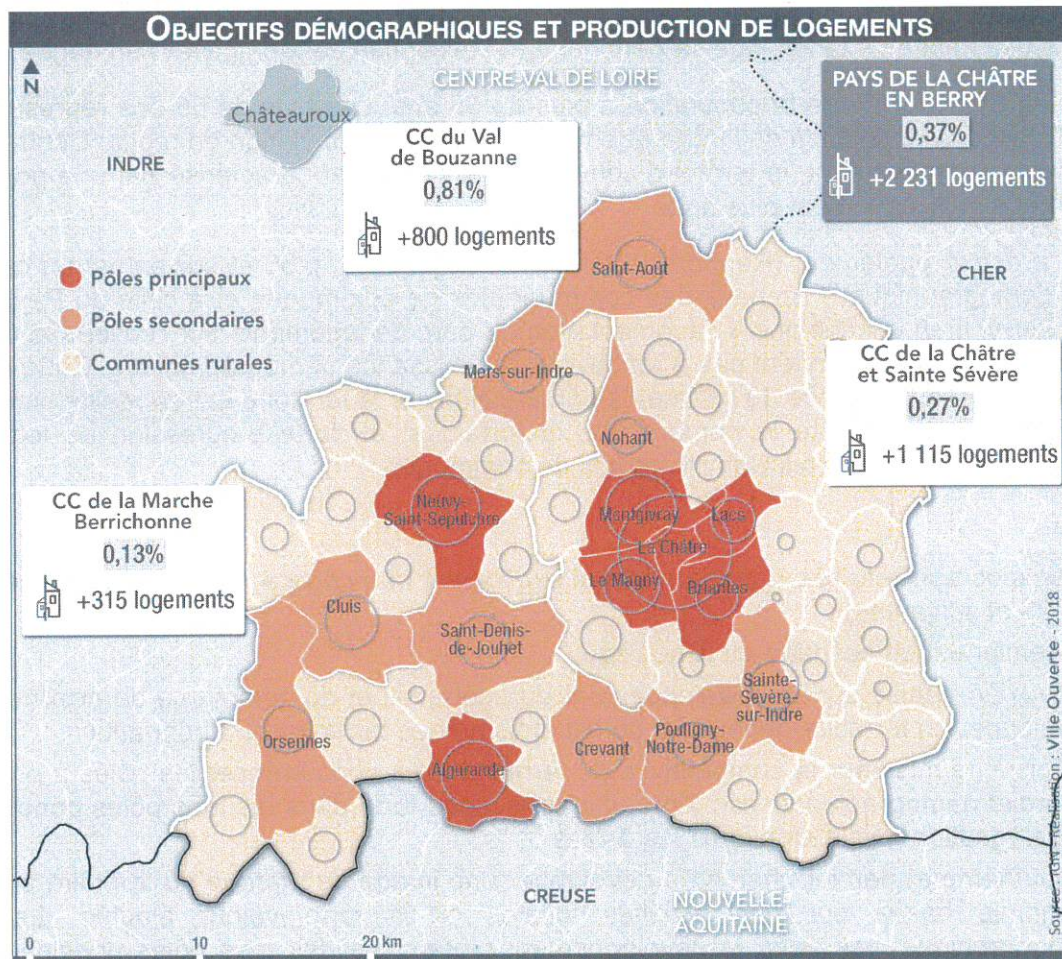 OBJECTIFS DÉMOGRAPHIQUES ET PRODUCTION DE LOGEMENTS
N
CENTRE-VAL DE LOIRE
Châteauroux
INDRE
PAYS DE LA CHÂTRE
EN BERRY
0,37%
+2 231 logements
CC du Val
de Bouzanne
0,81%
+800 logements
CHER
Pôles principaux
Pôles secondaires
Communes rurales
Saint-Août
Mers-sur-Indre
Nohant
CC de la Châtre
et Sainte Sévère
0,27%
+1 115 logements
CC de la Marche
Berrichonne
0,13%
+315 logements
Neuvy-
Saint-Sépulchre
Montgivray
Lacs
La Châtre
Le Magny
Briantes
Cluis
Saint-Denis-
de-Jouhet
Sainte-
Sévère-
sur-Indre
Orsennes
Aigurande
Crevant
Pouligny-
Notre-Dame
CREUSE
NOUVELLE-
AQUITAINE
0
10
20 km
Source : IGN - Réalisation : Ville Ouverte - 2018